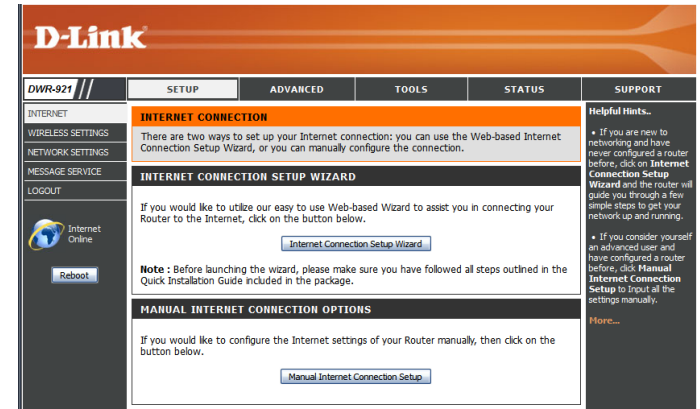 D-Link
DWR-921
SETUP
ADVANCED
TOOLS
STATUS
SUPPORT
INTERNET
WIRELESS SETTINGS
NETWORK SETTINGS
MESSAGE SERVICE
LOGOUT
Internet
Online
Reboot
INTERNET CONNECTION
There are two ways to set up your Internet connection: you can use the Web-based Internet
Connection Setup Wizard, or you can manually configure the connection.
INTERNET CONNECTION SETUP WIZARD
If you would like to utilize our easy to use Web-based Wizard to assist you in connecting your
Router to the Internet, click on the button below.
Internet Connection Setup Wizard
Note : Before launching the wizard, please make sure you have followed all steps outlined in the
Quick Installation Guide included in the package.
MANUAL INTERNET CONNECTION OPTIONS
If you would like to configure the Internet settings of your Router manually, then click on the
button below.
Manual Internet Connection Setup
Helpful Hints..
• If you are new to
networking and have
never configured a router
before, click on Internet
Connection Setup
Wizard and the router will
guide you through a few
simple steps to get your
network up and running.
• If you consider yourself
an advanced user and
have configured a router
before, click Manual
Internet Connection
Setup to Input all the
settings manually.
More...